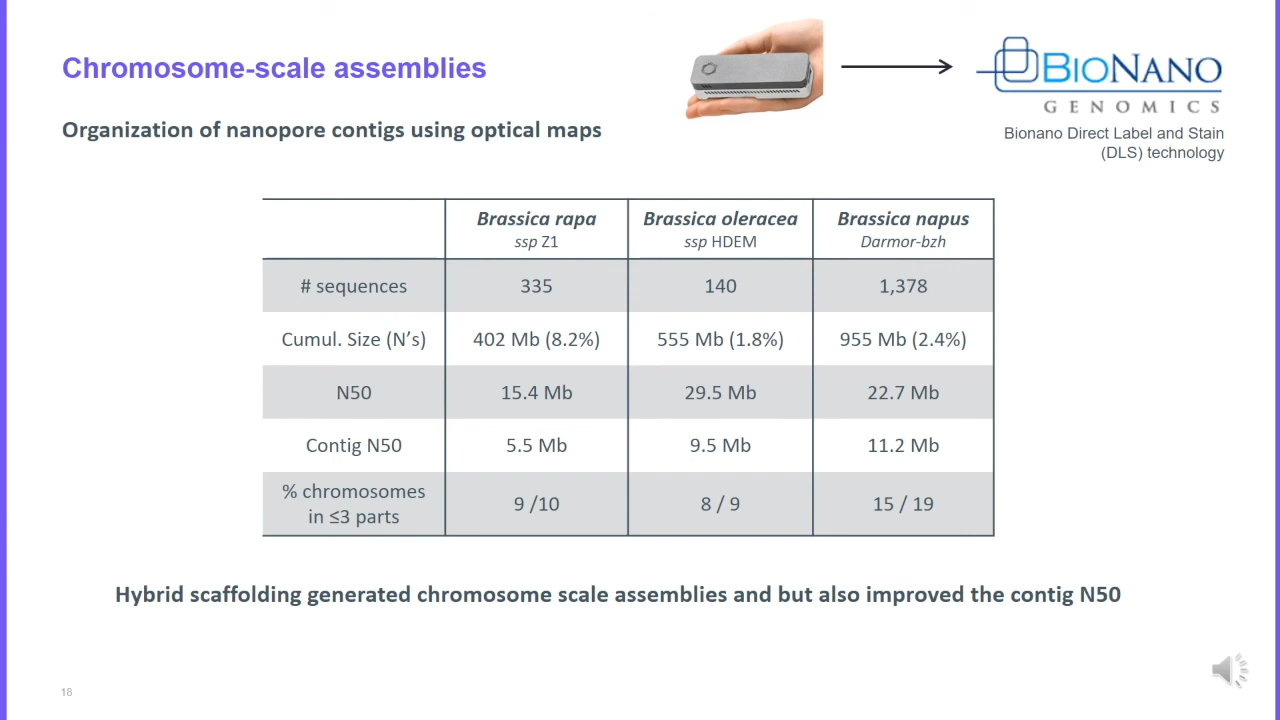 Chromosome-scale assemblies
Organization of nanopore contigs using optical maps
BIONANO
GENOMICS
Bionano Direct Label and Stain
(DLS) technology
Brassica rapa Brassica oleracea Brassica napus
ssp Z1 ssp HDEM Darmor-bzh
# sequences 335 140 1,378
Cumul. Size (N’s) 402 Mb (8.2%) 555 Mb (1.8%) 955 Mb (2.4%)
N50 15.4 Mb 29.5 Mb 22.7 Mb
Contig N50 5.5 Mb 9.5 Mb 11.2 Mb
% chromosomes
in ≤3 parts 9 /10 8 / 9 15 / 19
Hybrid scaffolding generated chromosome scale assemblies and but also improved the contig N50
18